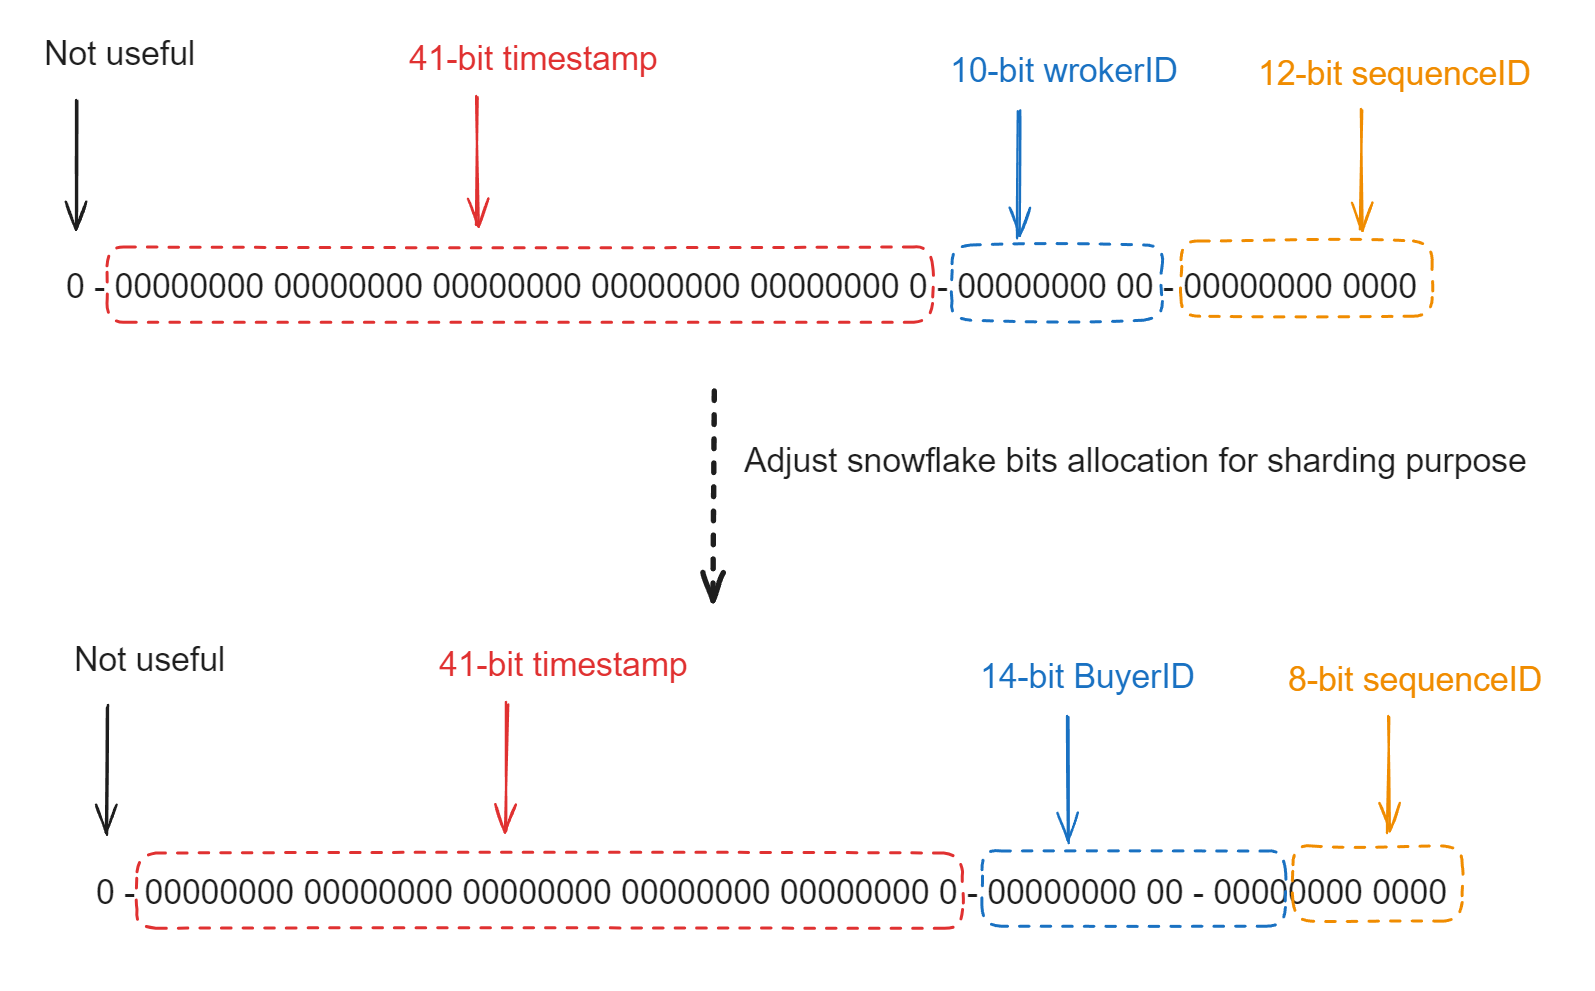 Not useful
41-bit timestamp
10-bit wrokerID
12-bit sequenceID
0 - 00000000 00000000 00000000 00000000 00000000 0 - 00000000 00 - 00000000 0000
Adjust snowflake bits allocation for sharding purpose
Not useful
41-bit timestamp
14-bit BuyerID
8-bit sequenceID
0 - 00000000 00000000 00000000 00000000 00000000 0 - 00000000 00 - 00000000 0000